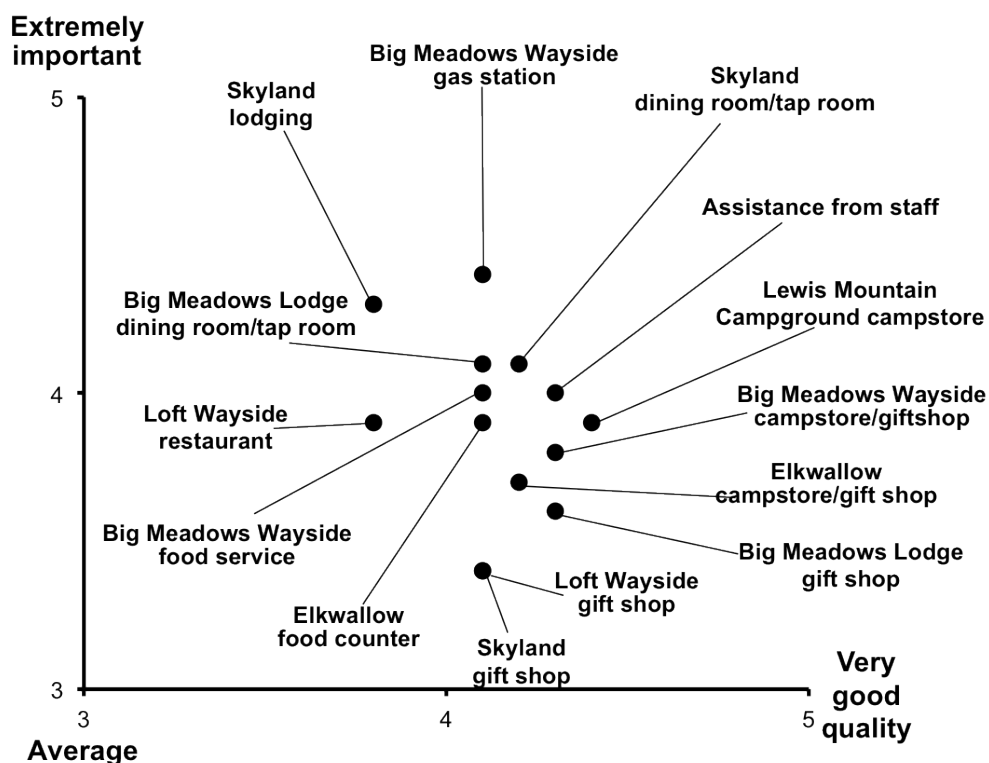 Extremely
important
Big Meadows Wayside
gas station
Skyland
dining room/tap room
Skyland
lodging
5
Assistance from staff
Big Meadows Lodge
dining room/tap room
Lewis Mountain
Campground campstore
4
Loft Wayside
restaurant
Big Meadows Wayside
campstore/giftshop
Elkwallow
campstore/gift shop
Big Meadows Wayside
food service
Big Meadows Lodge
gift shop
Loft Wayside
gift shop
Elkwallow
food counter
Skyland
gift shop
3
3
4
5
Very
good
quality
Average